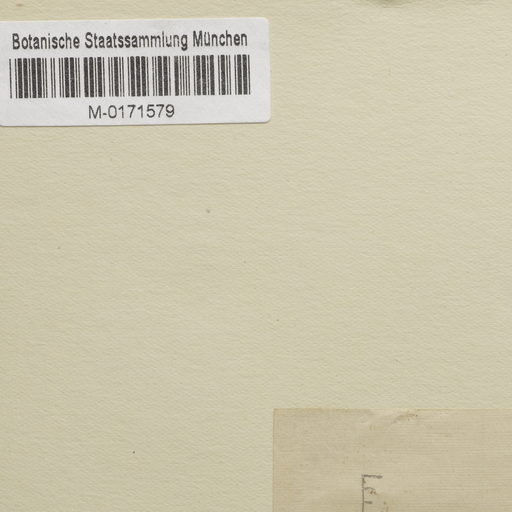 Botanische Staatssammlung München
M-0171579